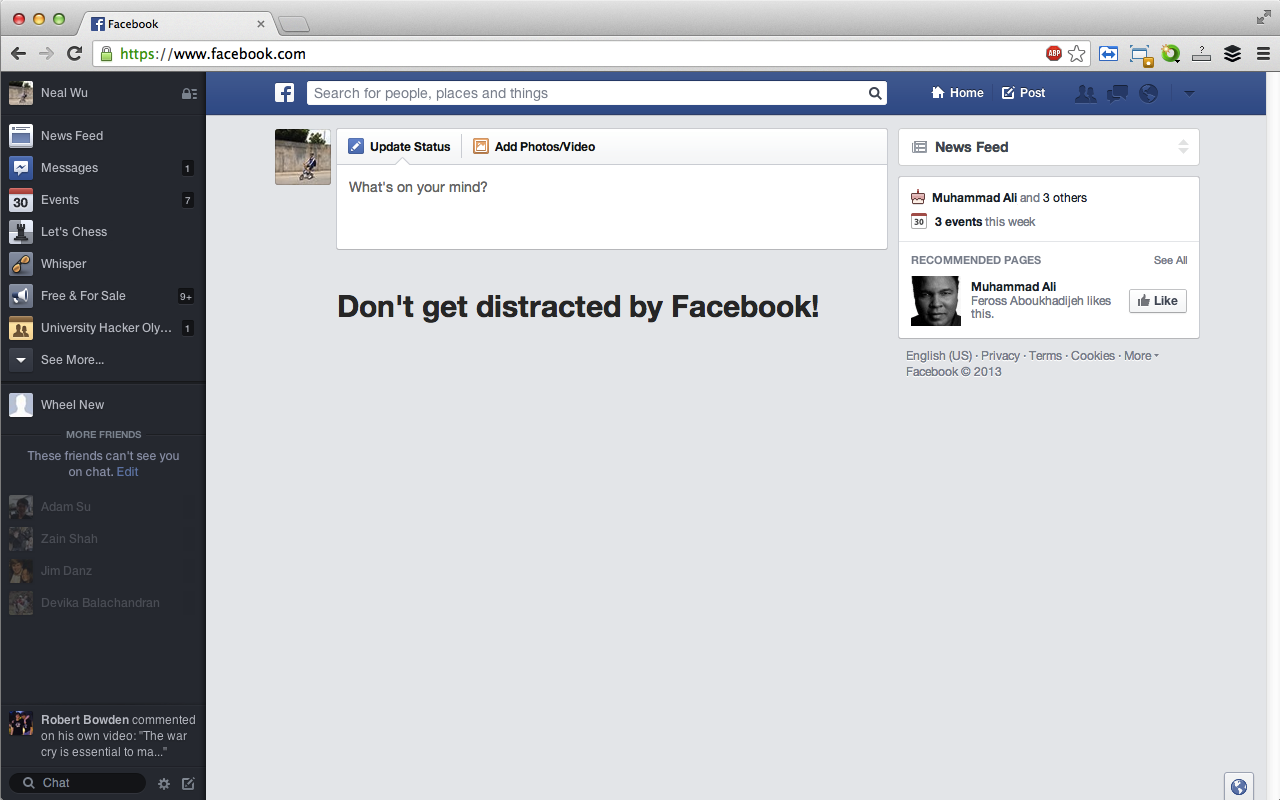 Facebook
https://www.facebook.com
ABP
?
Neal Wu
News Feed
Messages 1
30 Events 7
Let's Chess
Whisper
Free & For Sale 9+
University Hacker Oly... 1
See More...
Wheel New
MORE FRIENDS
These friends can't see you
on chat. Edit
Adam Su
Zain Shah
Jim Danz
Devika Balachandran
Robert Bowden commented
on his own video: "The war
cry is essential to ma..."
Chat
f Search for people, places and things
Home Post
Update Status Add Photos/Video
What's on your mind?
Don't get distracted by Facebook!
News Feed
Muhammad Ali and 3 others
30 3 events this week
RECOMMENDED PAGES See All
Muhammad Ali
Feross Aboukhadijeh likes
this.
Like
English (US) · Privacy · Terms · Cookies · More
Facebook © 2013